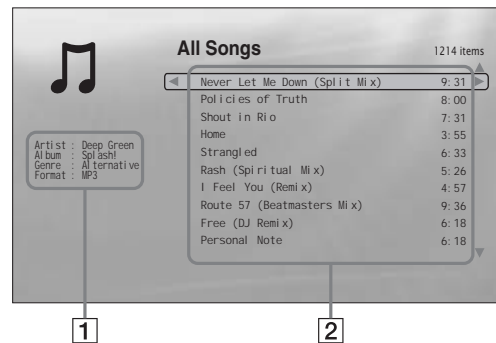 All Songs
1214 items
Never Let Me Down (Split Mix) 9:31
Policies of Truth 8:00
Shout in Rio 7:31
Home 3:55
Strangled 6:33
Rash (Spiritual Mix) 5:26
I Feel You (Remix) 4:57
Route 57 (Beatmasters Mix) 9:36
Free (DJ Remix) 6:18
Personal Note 6:18
Artist : Deep Green
Album : Splash!
Genre : Alternative
Format : MP3
1
2